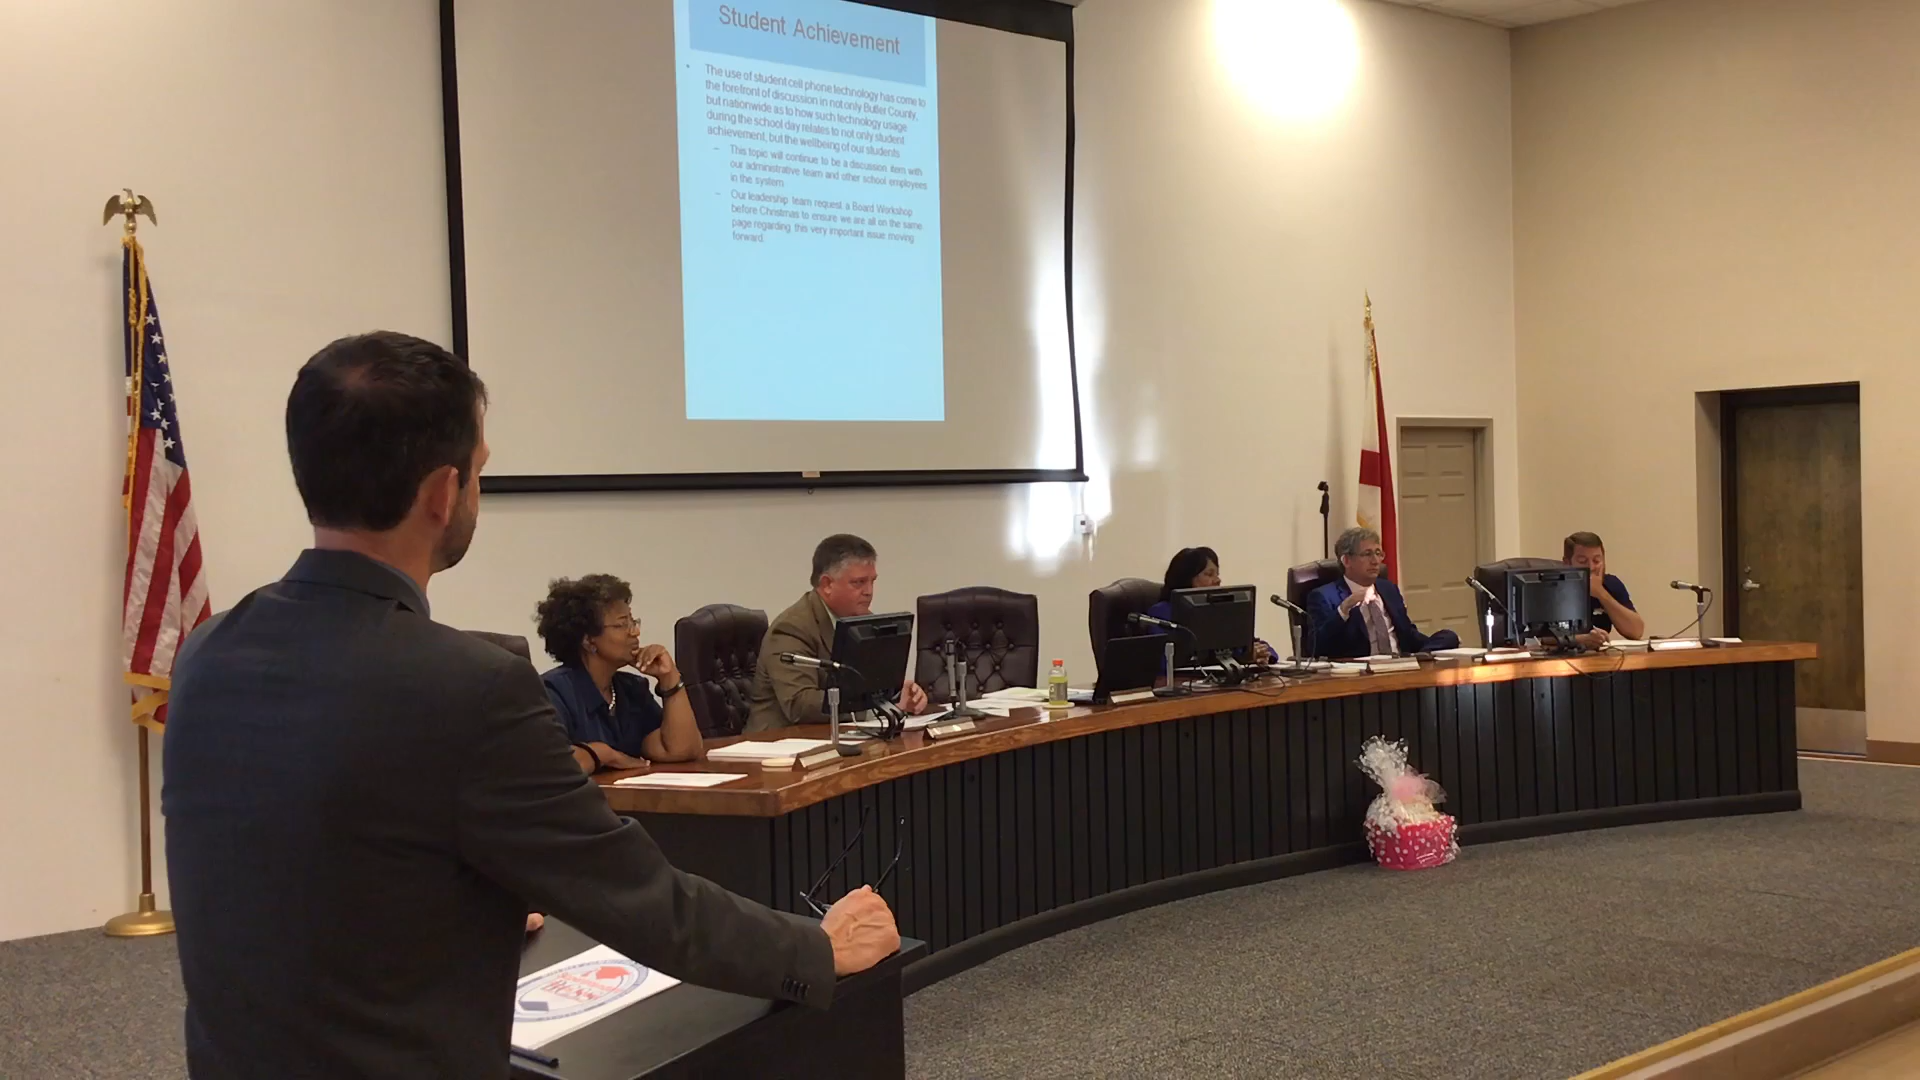 Student Achievement
• The use of student cell phone technology has come to
the forefront of discussion in not only Butler County,
but nationwide as to how such technology usage
during the school day relates to not only student
achievement, but the wellbeing of our students
– This topic will continue to be a discussion item with
our administrative team and other school employees
in the system
– Our leadership team request a Board Workshop
before Christmas to ensure we are all on the same
page regarding this very important issue moving
forward.